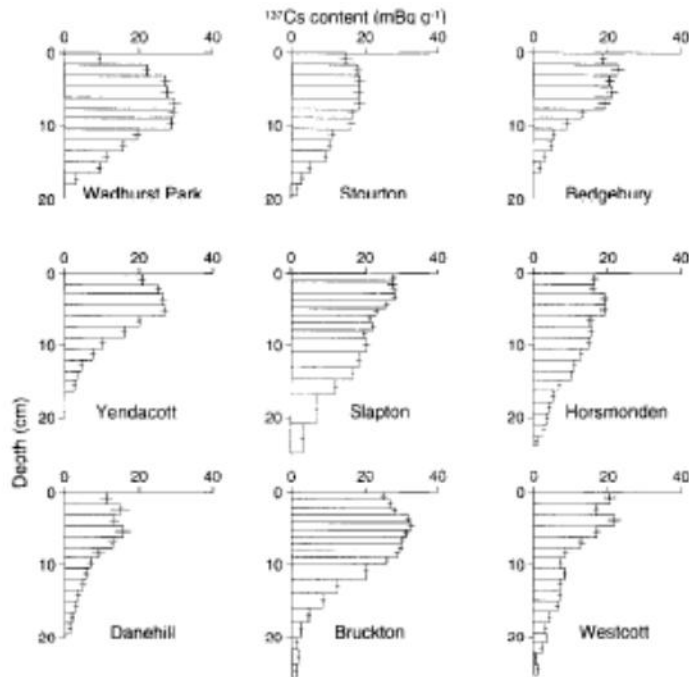 ¹³⁷Cs content (mBq g⁻¹)
0 20 40 0 20 40 0 20 40
0 0 0
10 10 10
20 20 20
Wadhurst Park Stourton Bedgebury
0 20 40 0 20 40 0 20 40
0 0 0
10 10 10
20 20 20
Yendacott Slapton Horsmonden
Depth (cm)
0 20 40 0 20 40 0 20 40
0 0 0
10 10 10
20 20 20
Danehill Bruckton Westcott